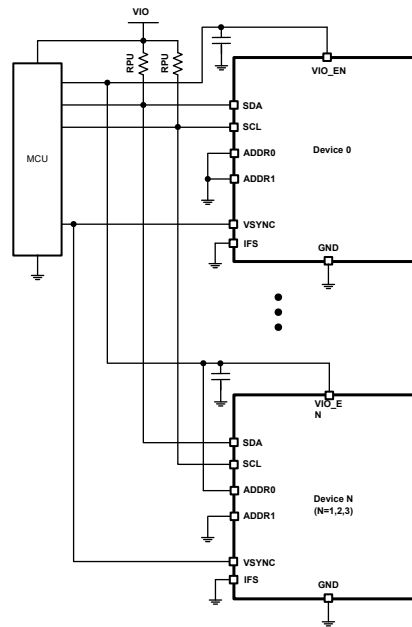 VIO
RPU
RPU
MCU
VIO_EN
SDA
SCL
ADDR0
Device 0
ADDR1
VSYNC
IFS
GND
VIO_E
N
SDA
SCL
ADDR0
Device N
(N=1,2,3)
ADDR1
VSYNC
IFS
GND